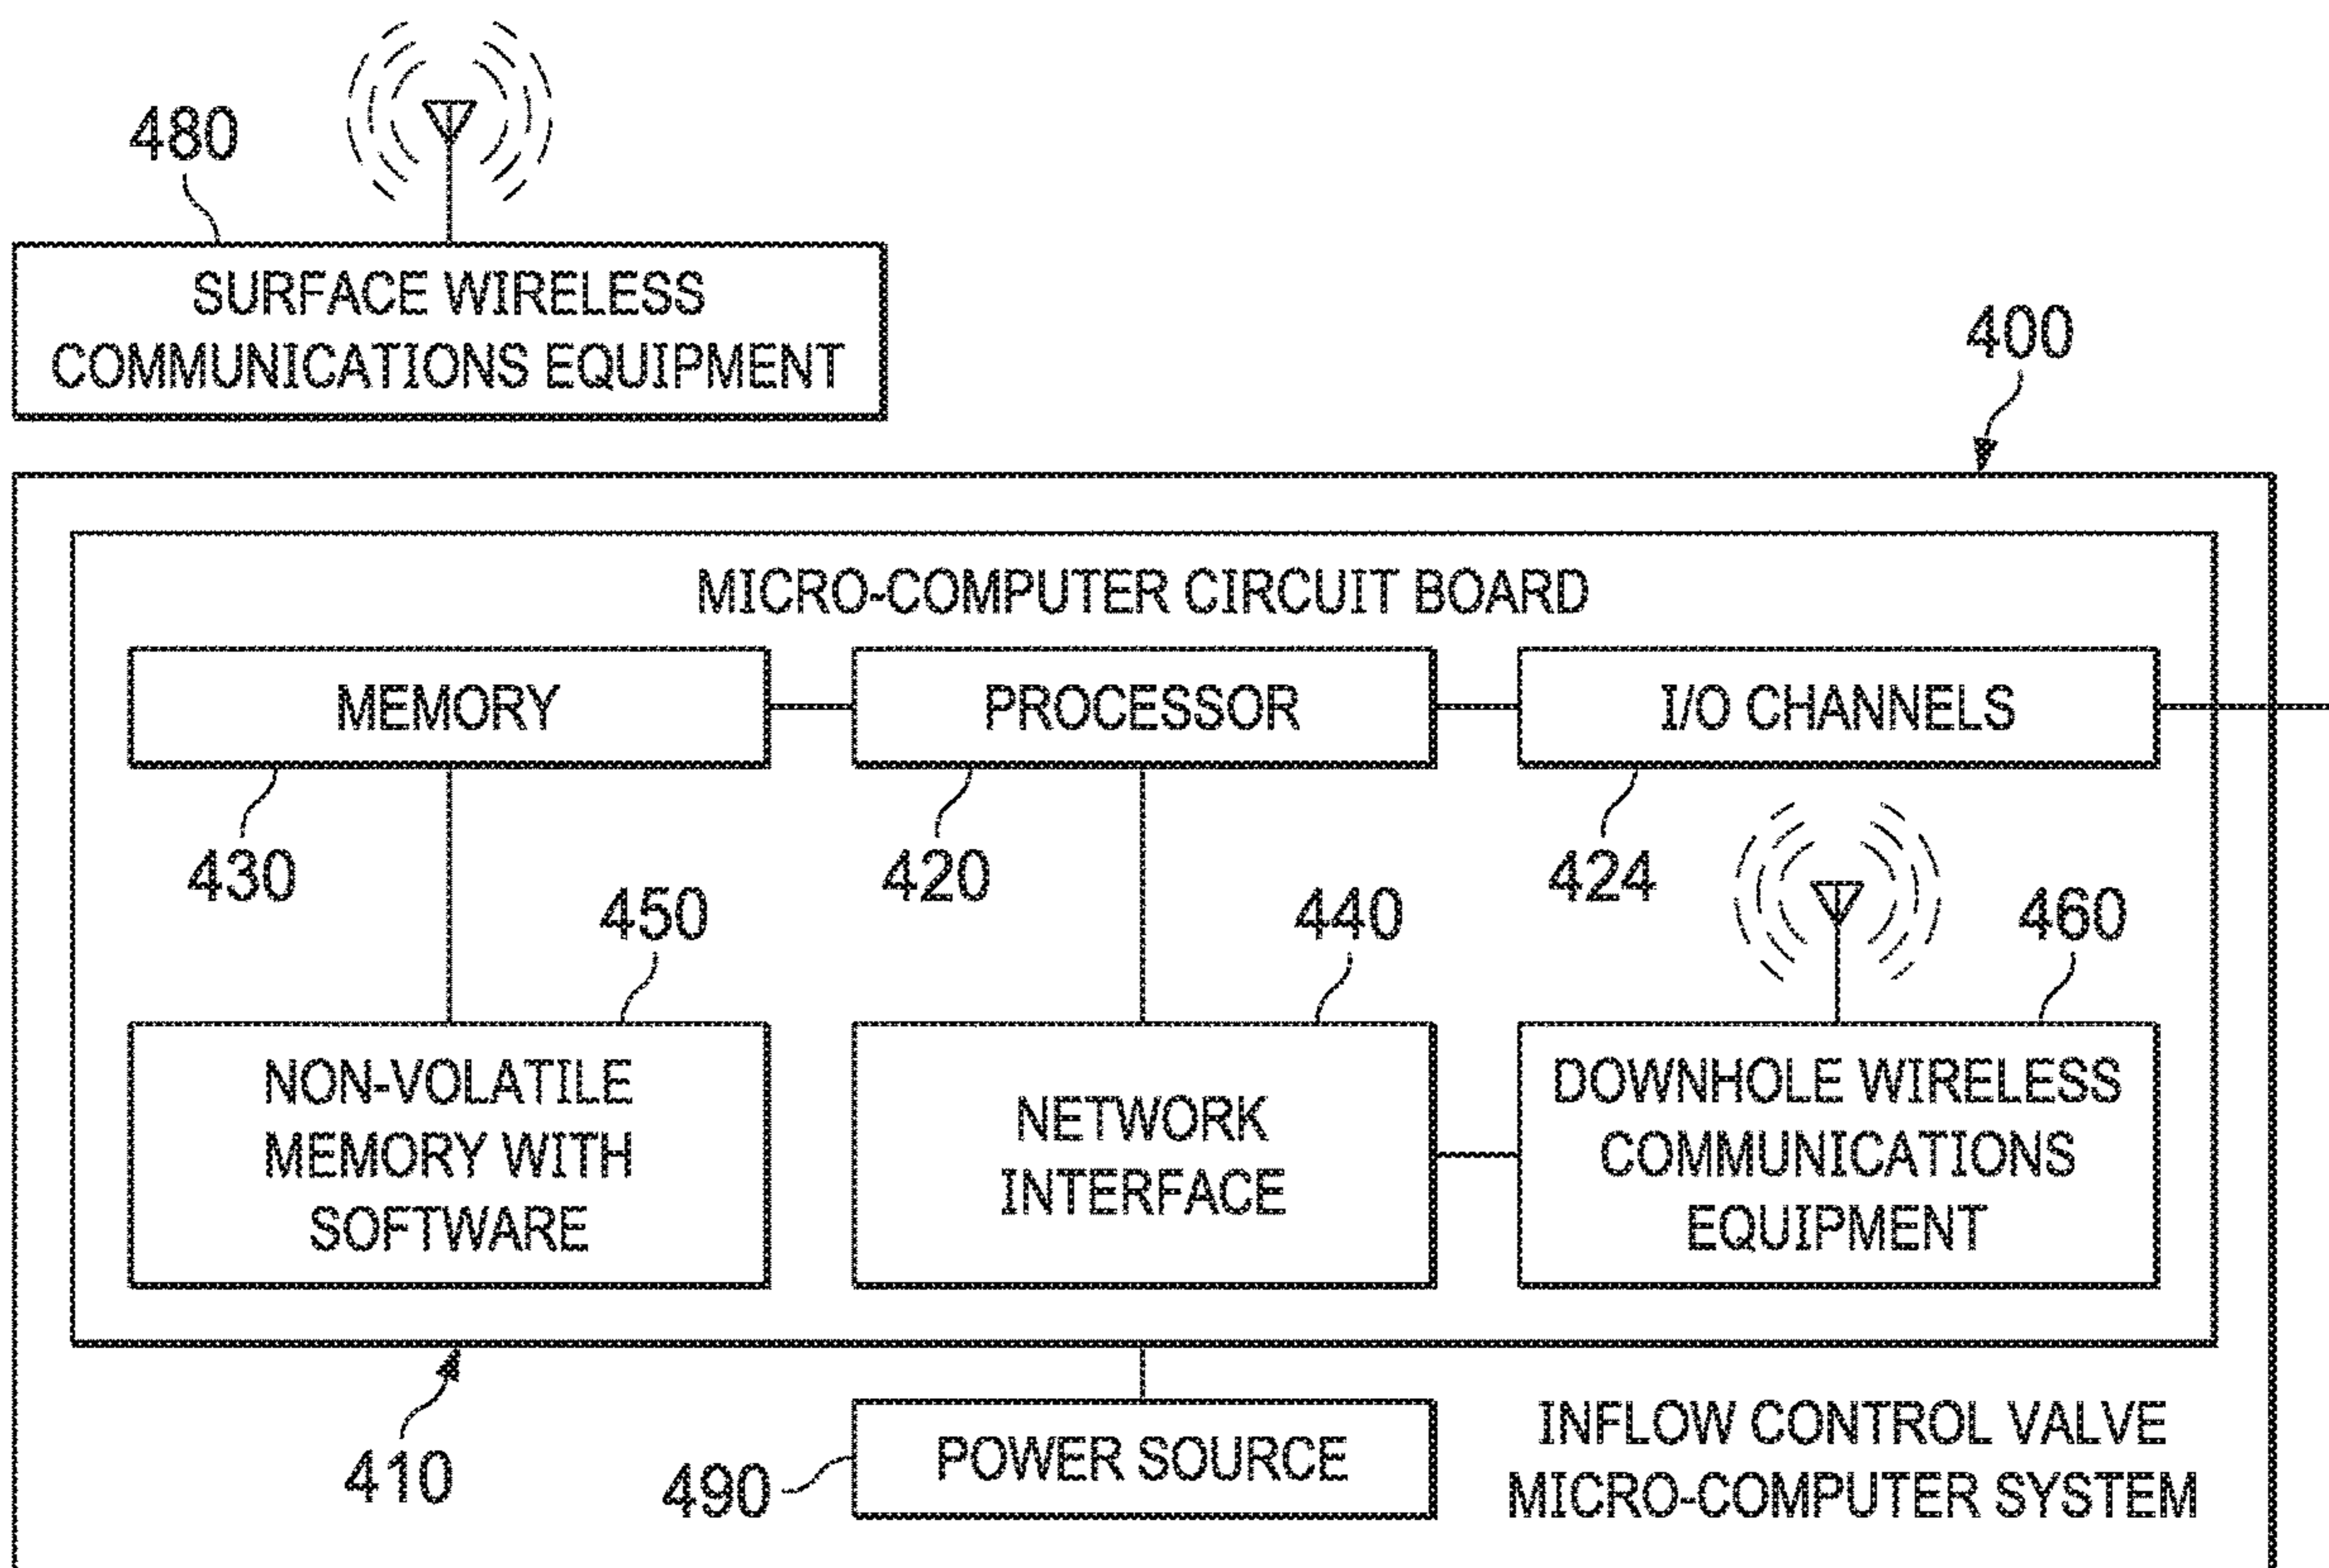 480
SURFACE WIRELESS
COMMUNICATIONS EQUIPMENT
400
MICRO-COMPUTER CIRCUIT BOARD
MEMORY
PROCESSOR
I/O CHANNELS
430
420
424
450
440
460
NON-VOLATILE
MEMORY WITH
SOFTWARE
NETWORK
INTERFACE
DOWNHOLE WIRELESS
COMMUNICATIONS
EQUIPMENT
410
490
POWER SOURCE
INFLOW CONTROL VALVE
MICRO-COMPUTER SYSTEM